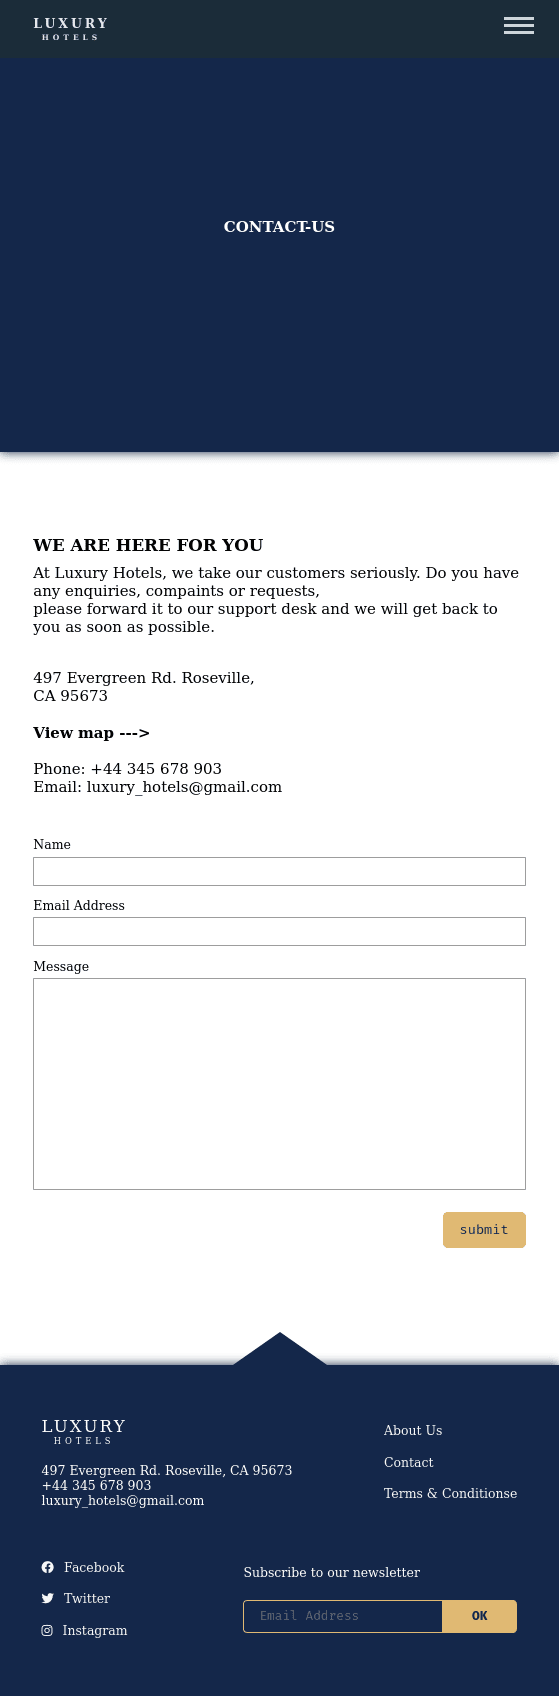 LUXURY
HOTELS
CONTACT-US
WE ARE HERE FOR YOU
At Luxury Hotels, we take our customers seriously. Do you have
any enquiries, compaints or requests,
please forward it to our support desk and we will get back to
you as soon as possible.
497 Evergreen Rd. Roseville,
CA 95673
View map --->
Phone: +44 345 678 903
Email: luxury_hotels@gmail.com
Name
Email Address
Message
submit
LUXURY
HOTELS
497 Evergreen Rd. Roseville, CA 95673
+44 345 678 903
luxury_hotels@gmail.com
About Us
Contact
Terms & Conditionse
Facebook
Twitter
Instagram
Subscribe to our newsletter
Email Address
OK